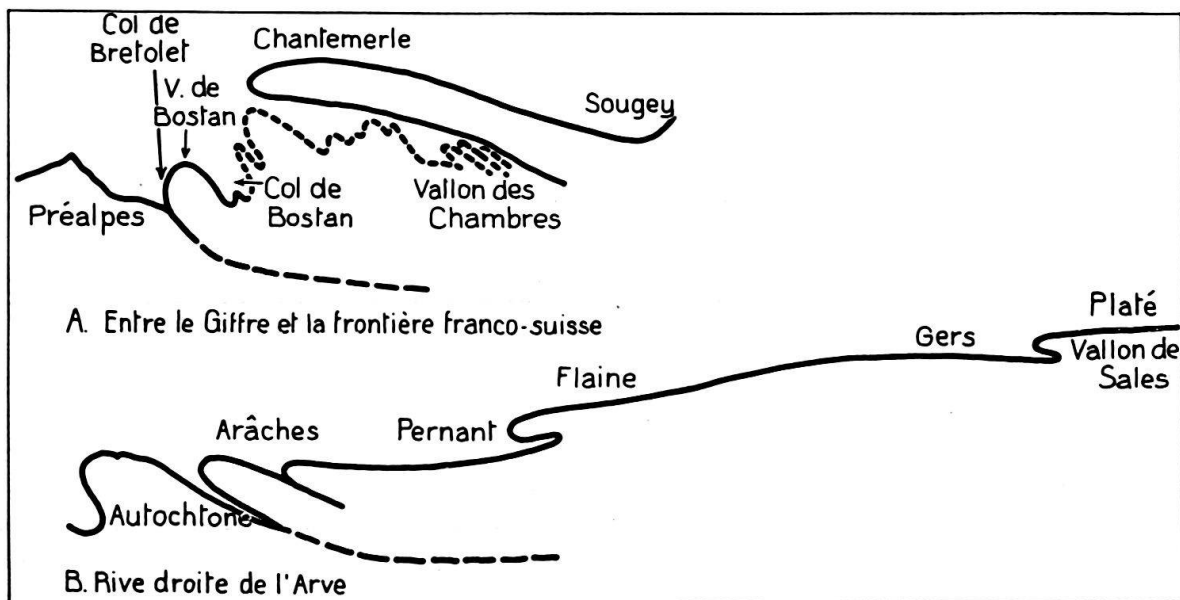 Col de
Bretolet
V. de
Bostan
Chantemerle
Sougey
Préalpes
Col de
Bostan
Vallon des
Chambres
A. Entre le Giffre et la frontière franco-suisse
Platé
Vallon de
Sales
Gers
Flaine
Pernant
Arâches
Autochtone
B. Rive droite de l'Arve